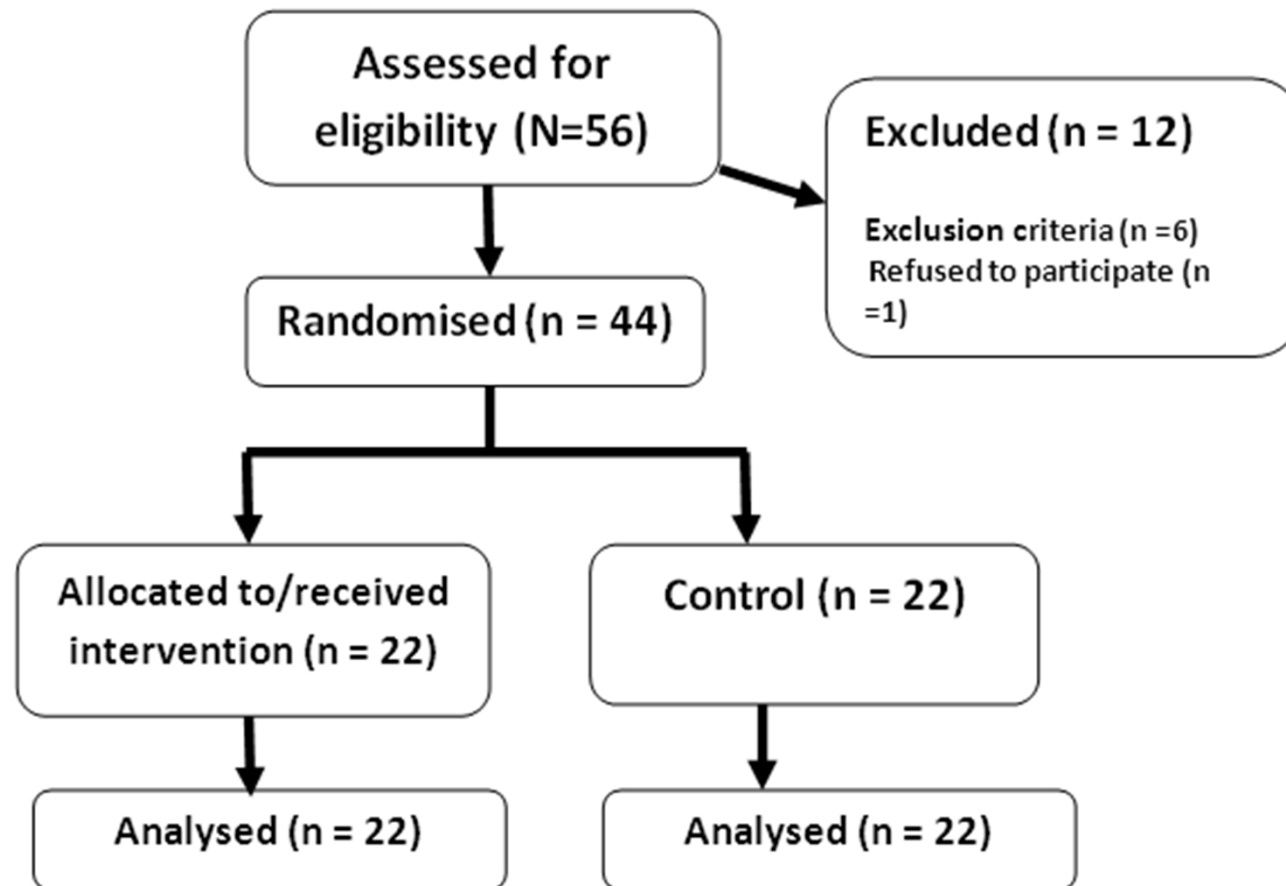 Assessed for
eligibility (N=56)
Excluded (n = 12)
Exclusion criteria (n =6)
Refused to participate (n
=1)
Randomised (n = 44)
Allocated to/received
intervention (n = 22)
Control (n = 22)
Analysed (n = 22)
Analysed (n = 22)